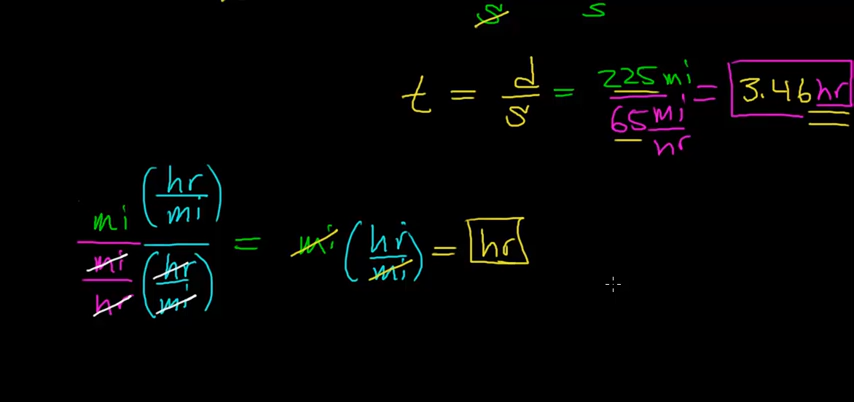 s s
t = d/s = 225 mi / 65 mi/hr = 3.46 hr
mi (hr/mi) / mi/hr (hr/mi) = mi (hr/mi) = hr